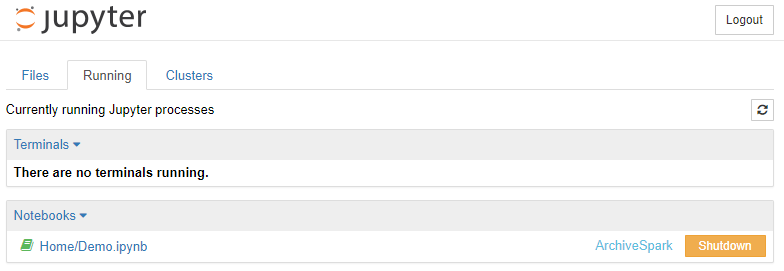 jupyter
Logout
Files Running Clusters
Currently running Jupyter processes
Terminals
There are no terminals running.
Notebooks
Home/Demo.ipynb ArchiveSpark Shutdown